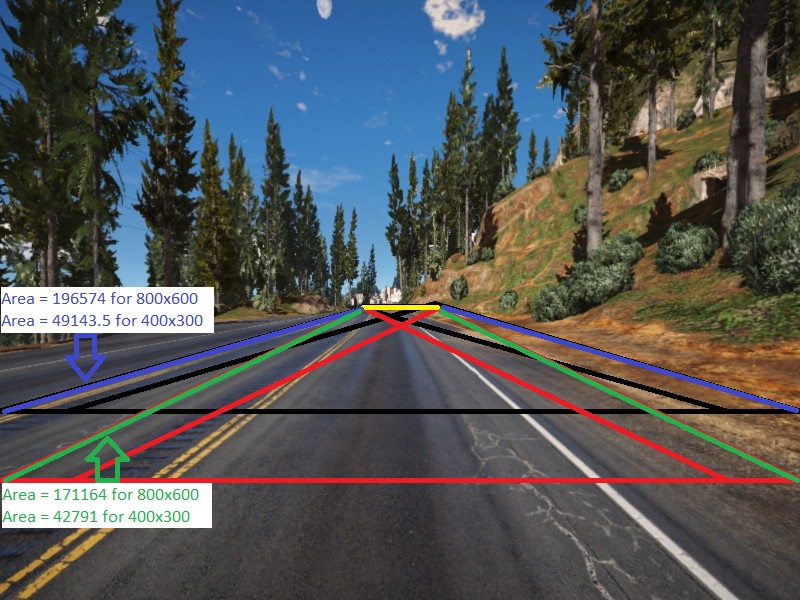 Area = 196574 for 800x600
Area = 49143.5 for 400x300
Area = 171164 for 800x600
Area = 42791 for 400x300